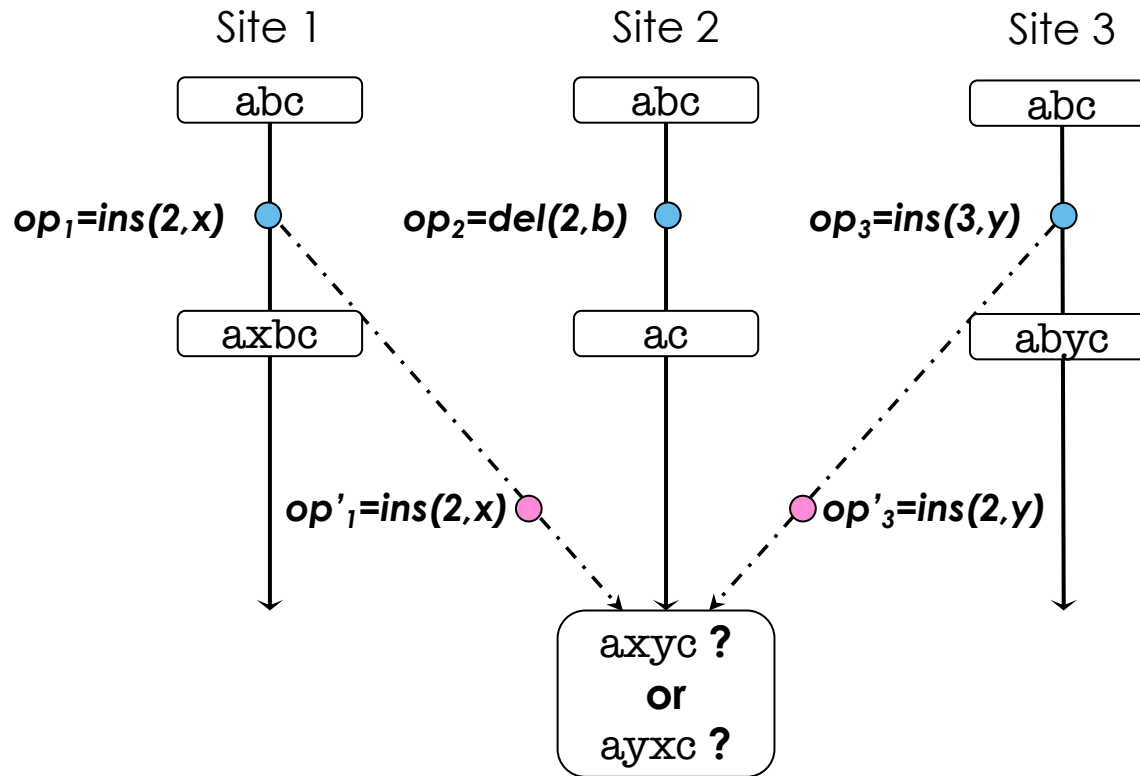 Site 1 Site 2 Site 3
abc abc abc
op1=ins(2,x) op2=del(2,b) op3=ins(3,y)
axbc ac abyc
op'1=ins(2,x) op'3=ins(2,y)
axyc ?
or
ayxc ?